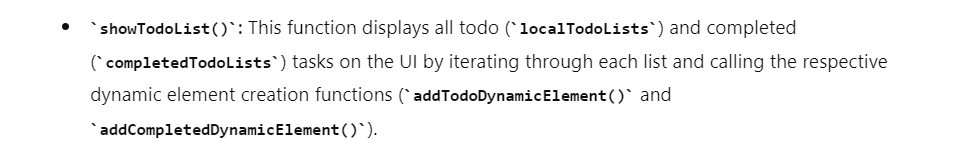 • `showTodoList()`: This function displays all todo (`localTodoLists`) and completed
(`completedTodoLists`) tasks on the UI by iterating through each list and calling the respective
dynamic element creation functions (`addTodoDynamicElement()` and
`addCompletedDynamicElement()`).